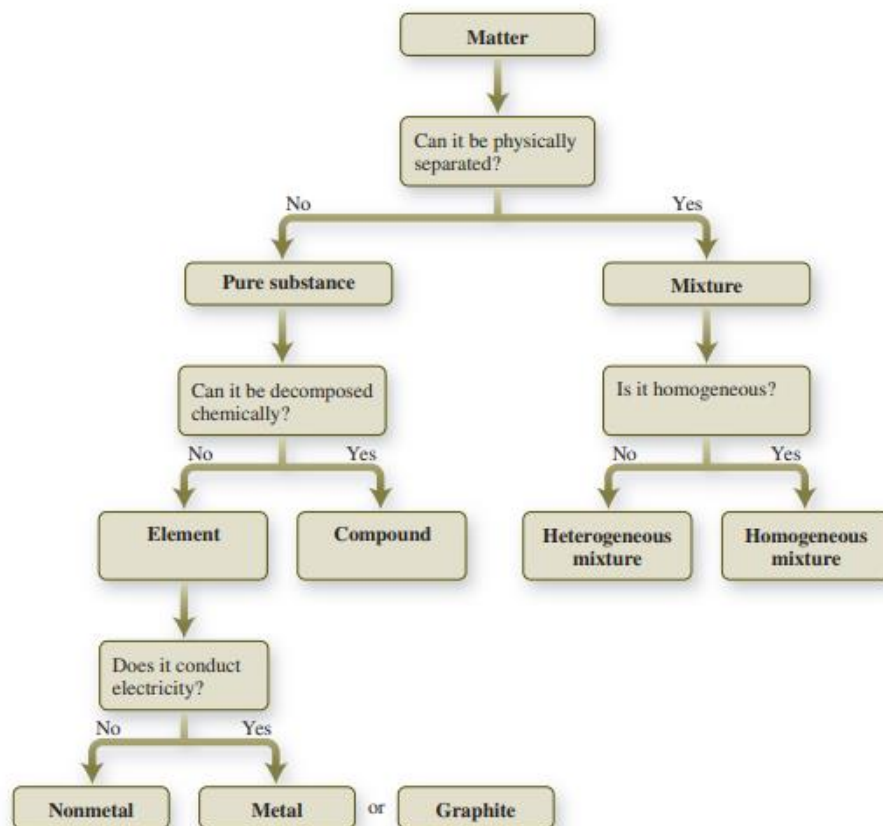 Matter
Can it be physically
separated?
No
Yes
Pure substance
Mixture
Can it be decomposed
chemically?
Is it homogeneous?
No
Yes
No
Yes
Element
Compound
Heterogeneous
mixture
Homogeneous
mixture
Does it conduct
electricity?
No
Yes
Nonmetal
Metal
or
Graphite